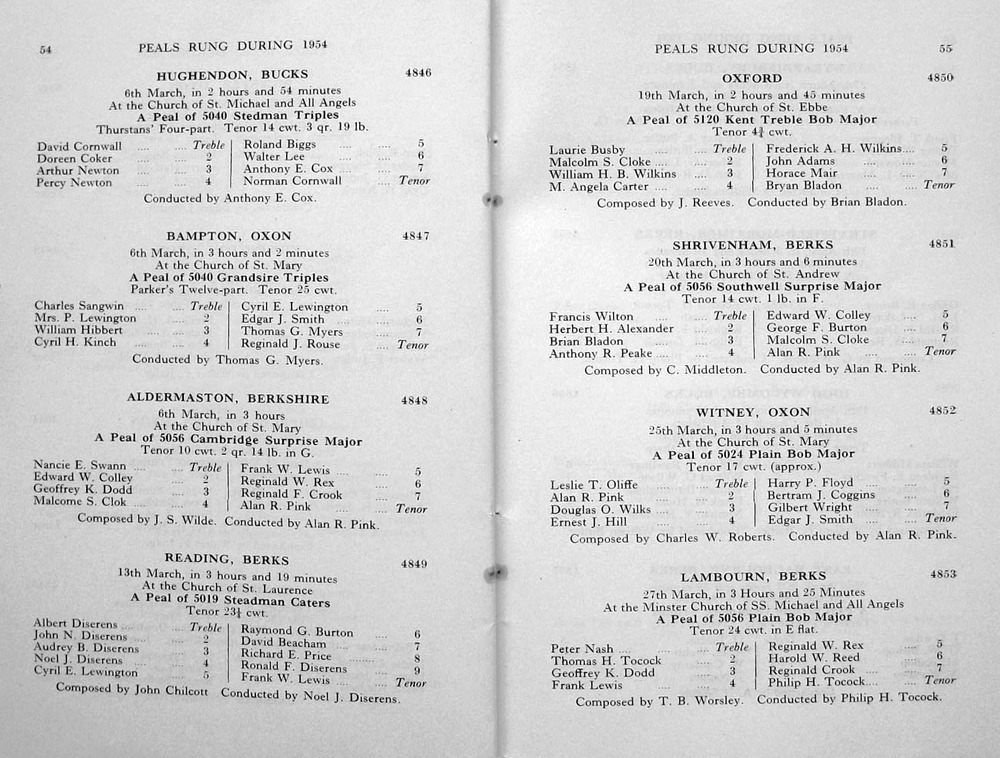 54
PEALS RUNG DURING 1954
HUGHENDON, BUCKS 4846
6th March, in 2 hours and 54 minutes
At the Church of St. Michael and All Angels
A Peal of 5040 Stedman Triples
Thurstans' Four-part. Tenor 14 cwt. 3 qr. 19 lb.
David Cornwall .... .... Treble | Roland Biggs .... .... 5
Doreen Coker .... .... 2 | Walter Lee .... .... 6
Arthur Newton .... 3 | Anthony E. Cox .... .... 7
Percy Newton .... .... 4 | Norman Cornwall .... Tenor
Conducted by Anthony E. Cox.
BAMPTON, OXON 4847
6th March, in 3 hours and 2 minutes
At the Church of St. Mary
A Peal of 5040 Grandsire Triples
Parker's Twelve-part. Tenor 25 cwt.
Charles Sangwin .... .... Treble | Cyril E. Lewington .... 5
Mrs. P. Lewington .... 2 | Edgar J. Smith .... .... 6
William Hibbert .... .... 3 | Thomas G. Myers .... 7
Cyril H. Kinch .... .... 4 | Reginald J. Rouse .... Tenor
Conducted by Thomas G. Myers.
ALDERMASTON, BERKSHIRE 4848
6th March, in 3 hours
At the Church of St. Mary
A Peal of 5056 Cambridge Surprise Major
Tenor 10 cwt. 2 qr. 14 lb. in G.
Nancie E. Swann .... .... Treble | Frank W. Lewis .... .... 5
Edward W. Colley .... 2 | Reginald W. Rex .... 6
Geoffrey K. Dodd .... 3 | Reginald F. Crook .... 7
Malcome S. Clok .... .... 4 | Alan R. Pink .... .... Tenor
Composed by J. S. Wilde. Conducted by Alan R. Pink.
READING, BERKS 4849
13th March, in 3 hours and 19 minutes
At the Church of St. Laurence
A Peal of 5019 Steadman Caters
Tenor 23¼ cwt.
Albert Diserens .... .... Treble | Raymond G. Burton .... 6
John N. Diserens .... .... 2 | David Beacham .... .... 7
Audrey B. Diserens .... 3 | Richard E. Price .... .... 8
Noel J. Diserens .... .... 4 | Ronald F. Diserens .... 9
Cyril E. Lewington .... 5 | Frank W. Lewis .... .... Tenor
Composed by John Chilcott Conducted by Noel J. Diserens.
PEALS RUNG DURING 1954
55
OXFORD 4850
19th March, in 2 hours and 45 minutes
At the Church of St. Ebbe
A Peal of 5120 Kent Treble Bob Major
Tenor 4¾ cwt.
Laurie Busby .... .... Treble | Frederick A. H. Wilkins.... 5
Malcolm S. Cloke .... .... 2 | John Adams .... .... 6
William H. B. Wilkins .... 3 | Horace Mair .... .... 7
M. Angela Carter .... .... 4 | Bryan Bladon .... .... Tenor
Composed by J. Reeves. Conducted by Brian Bladon.
SHRIVENHAM, BERKS 4851
20th March, in 3 hours and 6 minutes
At the Church of St. Andrew
A Peal of 5056 Southwell Surprise Major
Tenor 14 cwt. 1 lb. in F.
Francis Wilton .... .... Treble | Edward W. Colley .... 5
Herbert H. Alexander .... 2 | George F. Burton .... 6
Brian Bladon .... .... 3 | Malcolm S. Cloke .... 7
Anthony R. Peake .... .... 4 | Alan R. Pink .... .... Tenor
Composed by C. Middleton. Conducted by Alan R. Pink.
WITNEY, OXON 4852
25th March, in 3 hours and 5 minutes
At the Church of St. Mary
A Peal of 5024 Plain Bob Major
Tenor 17 cwt. (approx.)
Leslie T. Oliffe .... .... Treble | Harry P. Floyd .... .... 5
Alan R. Pink .... .... 2 | Bertram J. Coggins .... 6
Douglas O. Wilks .... .... 3 | Gilbert Wright .... .... 7
Ernest J. Hill .... .... 4 | Edgar J. Smith .... .... Tenor
Composed by Charles W. Roberts. Conducted by Alan R. Pink.
LAMBOURN, BERKS 4853
27th March, in 3 Hours and 25 Minutes
At the Minster Church of SS. Michael and All Angels
A Peal of 5056 Plain Bob Major
Tenor 24 cwt. in E flat.
Peter Nash .... .... Treble | Reginald W. Rex .... 5
Thomas H. Tocock .... 2 | Harold W. Reed .... 6
Geoffrey K. Dodd .... .... 3 | Reginald Crook .... .... 7
Frank Lewis .... .... 4 | Philip H. Tocock.... .... Tenor
Composed by T. B. Worsley. Conducted by Philip H. Tocock.